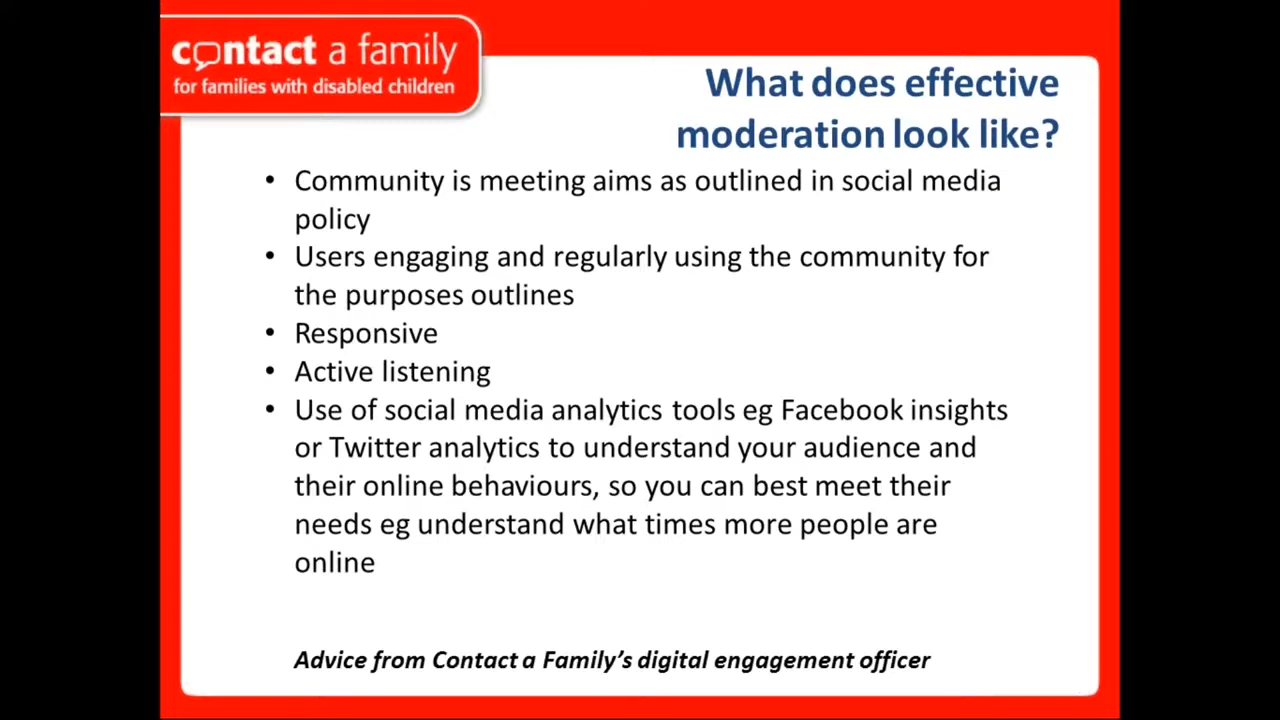 contact a family
for families with disabled children
What does effective
moderation look like?
• Community is meeting aims as outlined in social media
policy
• Users engaging and regularly using the community for
the purposes outlines
• Responsive
• Active listening
• Use of social media analytics tools eg Facebook insights
or Twitter analytics to understand your audience and
their online behaviours, so you can best meet their
needs eg understand what times more people are
online
Advice from Contact a Family's digital engagement officer